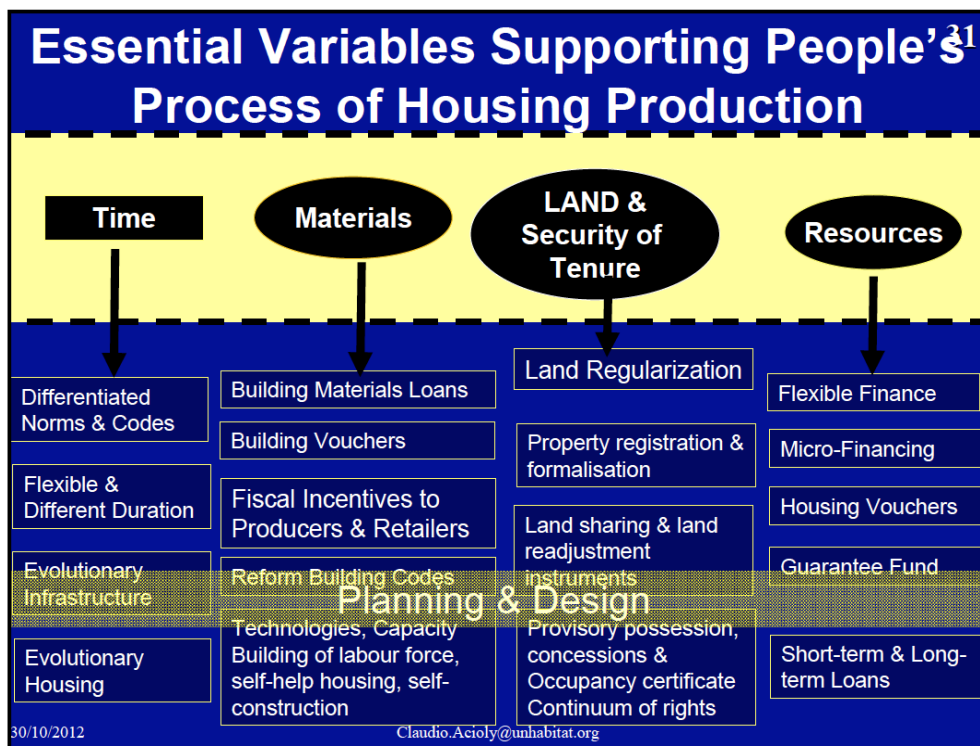 Essential Variables Supporting People's
31
Process of Housing Production
Time
Materials
LAND &
Security of
Tenure
Resources
Differentiated
Norms & Codes
Flexible &
Different Duration
Evolutionary
Infrastructure
Evolutionary
Housing
Building Materials Loans
Building Vouchers
Fiscal Incentives to
Producers & Retailers
Reform Building Codes
Technologies, Capacity
Building of labour force,
self-help housing, self-
construction
Land Regularization
Property registration &
formalisation
Land sharing & land
readjustment
instruments
Provisory possession,
concessions &
Occupancy certificate
Continuum of rights
Flexible Finance
Micro-Financing
Housing Vouchers
Guarantee Fund
Short-term & Long-
term Loans
Planning & Design
30/10/2012
Claudio.Acioly@unhabitat.org